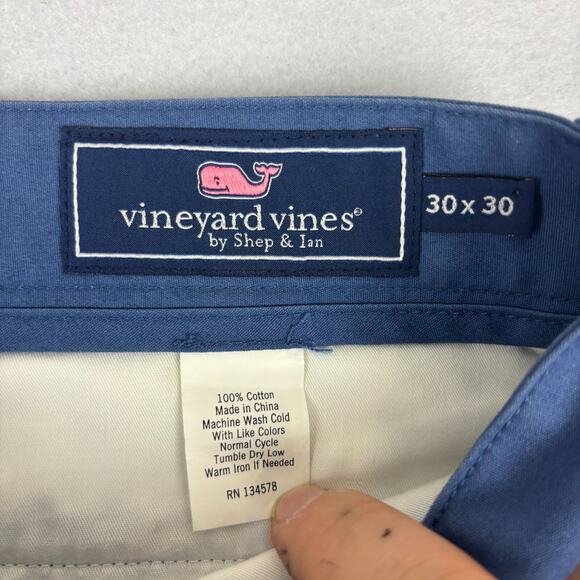 vineyard vines®
by Shep & Ian
30 x 30
100% Cotton
Made in China
Machine Wash Cold
With Like Colors
Normal Cycle
Tumble Dry Low
Warm Iron If Needed
RN 134578